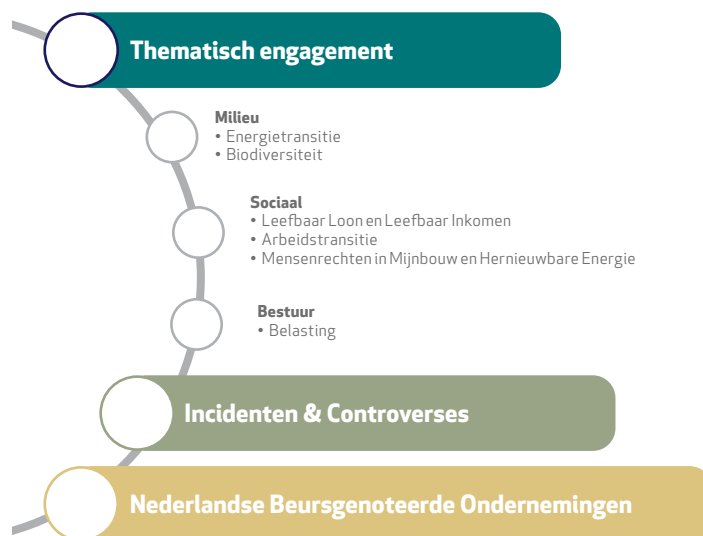 Thematisch engagement
Milieu
• Energietransitie
• Biodiversiteit
Sociaal
• Leefbaar Loon en Leefbaar Inkomen
• Arbeidstransitie
• Mensenrechten in Mijnbouw en Hernieuwbare Energie
Bestuur
• Belasting
Incidenten & Controverses
Nederlandse Beursgenoteerde Ondernemingen